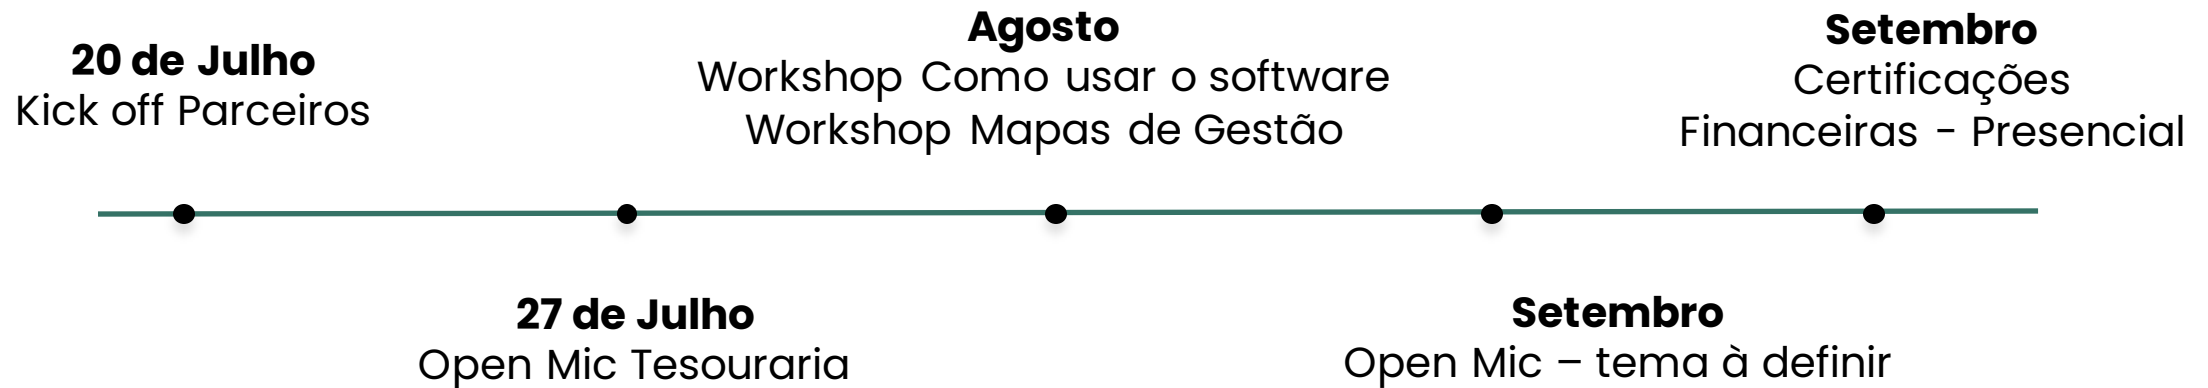 20 de Julho
Kick off Parceiros
27 de Julho
Open Mic Tesouraria
Agosto
Workshop Como usar o software
Workshop Mapas de Gestão
Setembro
Open Mic – tema à definir
Setembro
Certificações
Financeiras - Presencial